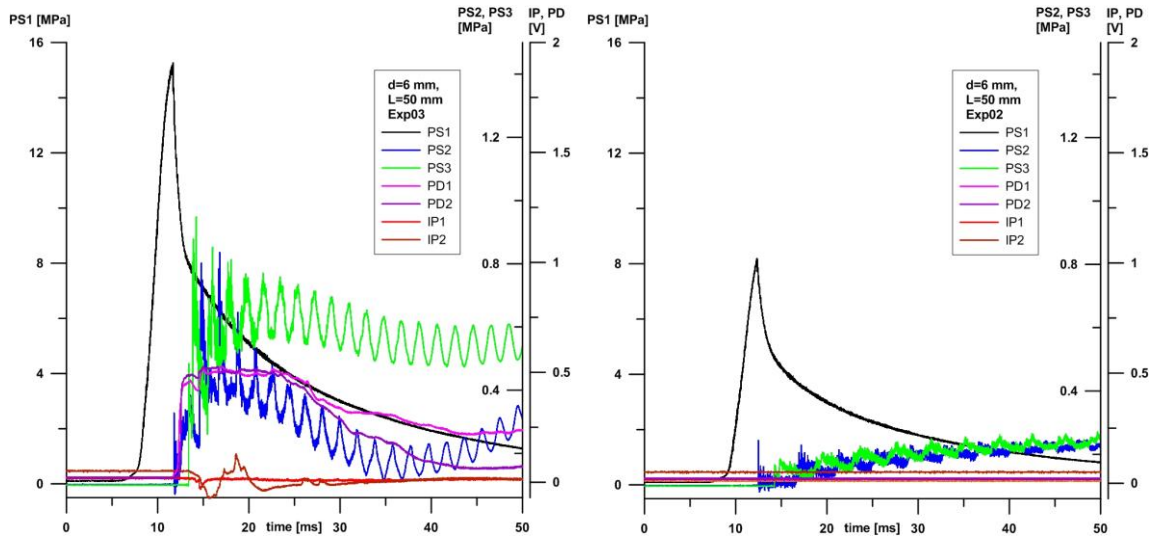 PS1 [MPa]
PS2, PS3
[MPa]
IP, PD
[V]
16
12
8
4
0
1.2
0.8
0.4
0
2
1.5
1
0.5
0
d=6 mm,
L=50 mm
Exp03
PS1
PS2
PS3
PD1
PD2
IP1
IP2
0
10
20
time [ms]
30
40
50
PS1 [MPa]
PS2, PS3
[MPa]
IP, PD
[V]
16
12
8
4
0
1.2
0.8
0.4
0
2
1.5
1
0.5
0
d=6 mm,
L=50 mm
Exp02
PS1
PS2
PS3
PD1
PD2
IP1
IP2
0
10
20
time [ms]
30
40
50